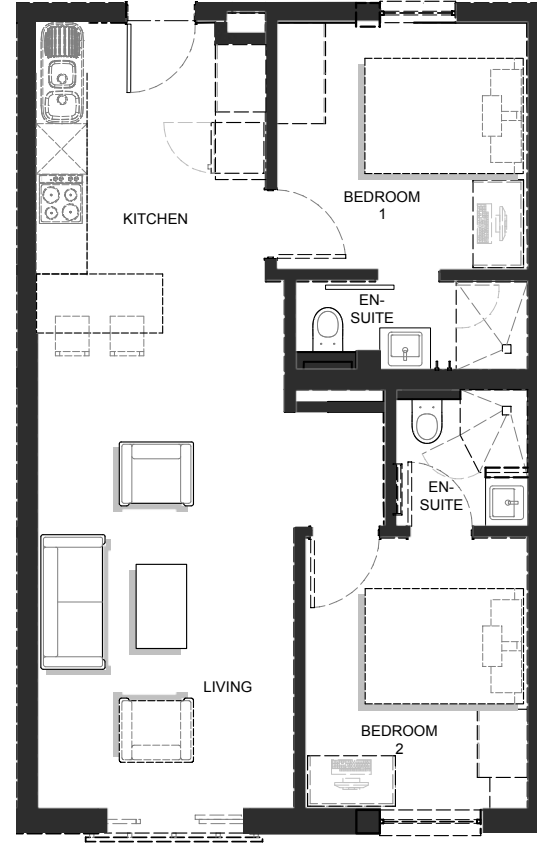 KITCHEN
BEDROOM
1
EN-
SUITE
EN-
SUITE
LIVING
BEDROOM
2